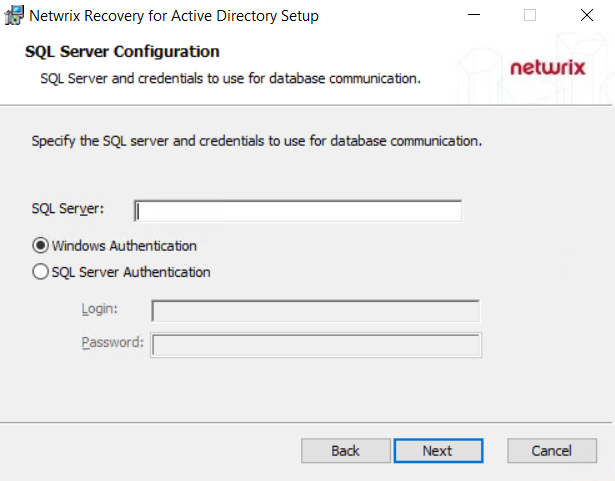 Netwrix Recovery for Active Directory Setup
SQL Server Configuration
SQL Server and credentials to use for database communication.
netwrix
Specify the SQL server and credentials to use for database communication.
SQL Server:
Windows Authentication
SQL Server Authentication
Login:
Password:
Back Next Cancel